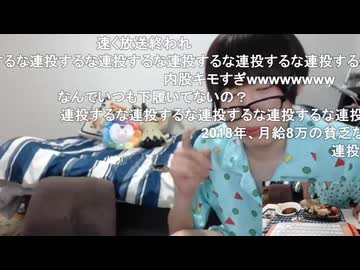 速く放送終われ
するな連投するな連投するな連投するな連投するな連投する
内股キモすぎwwwwwwwww
なんでいつも下履いてないの？
連投するな連投するな連投するな連投するな連投
2018年、月給8万の貧乏な
連投